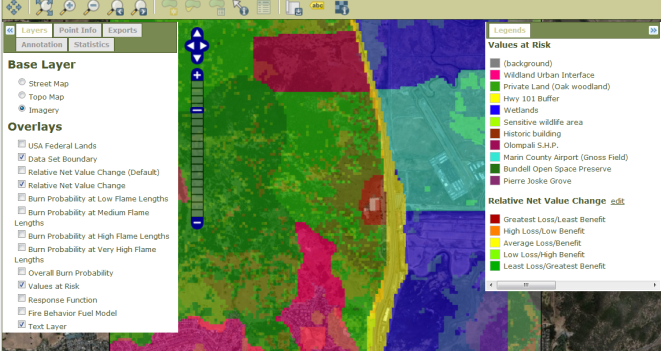 abc
«
Layers
Point Info
Exports
Annotation
Statistics
Base Layer
Street Map
Topo Map
Imagery
Overlays
USA Federal Lands
Data Set Boundary
Relative Net Value Change (Default)
Relative Net Value Change
Burn Probability at Low Flame Lengths
Burn Probability at Medium Flame
Lengths
Burn Probability at High Flame Lengths
Burn Probability at Very High Flame
Lengths
Overall Burn Probability
Values at Risk
Response Function
Fire Behavior Fuel Model
Text Layer
Legends
»
Values at Risk
(background)
Wildland Urban Interface
Private Land (Oak woodland)
Hwy 101 Buffer
Wetlands
Sensitive wildlife area
Historic building
Olompali S.H.P.
Marin County Airport (Gnoss Field)
Bundell Open Space Preserve
Pierre Joske Grove
Relative Net Value Change edit
Greatest Loss/Least Benefit
High Loss/Low Benefit
Average Loss/Benefit
Low Loss/High Benefit
Least Loss/Greatest Benefit